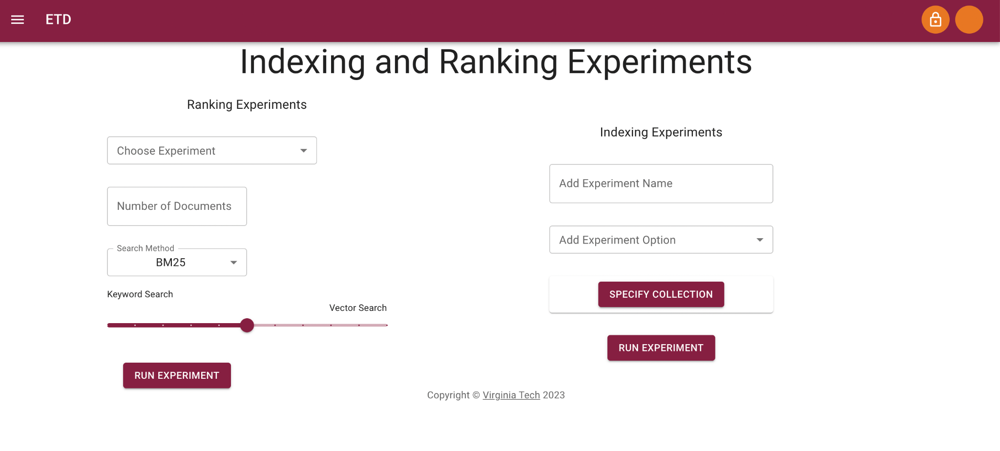 ETD
Indexing and Ranking Experiments
Ranking Experiments
Choose Experiment
Number of Documents
Search Method
BM25
Keyword Search
Vector Search
RUN EXPERIMENT
Indexing Experiments
Add Experiment Name
Add Experiment Option
SPECIFY COLLECTION
RUN EXPERIMENT
Copyright © Virginia Tech 2023